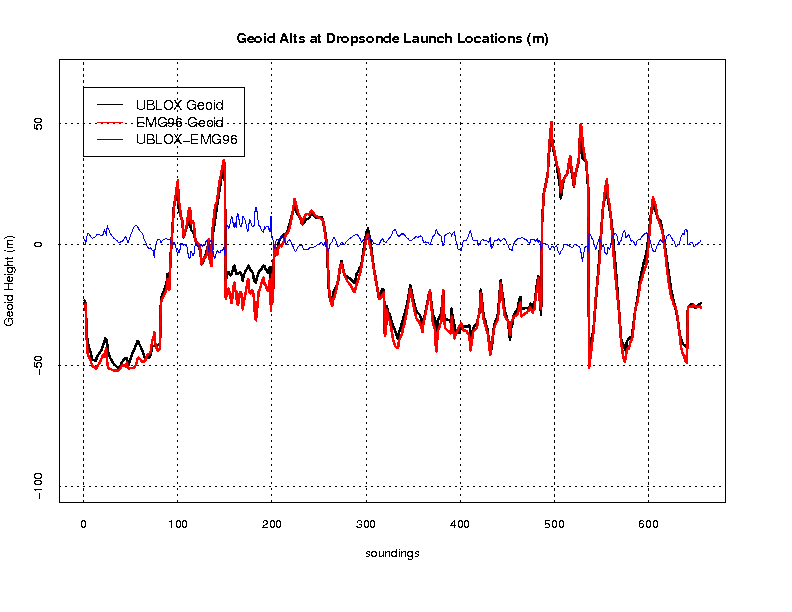 Geoid Alts at Dropsonde Launch Locations (m)
UBLOX Geoid
EMG96 Geoid
UBLOX-EMG96
Geoid Height (m)
50
0
-50
-100
0 100 200 300 400 500 600
soundings